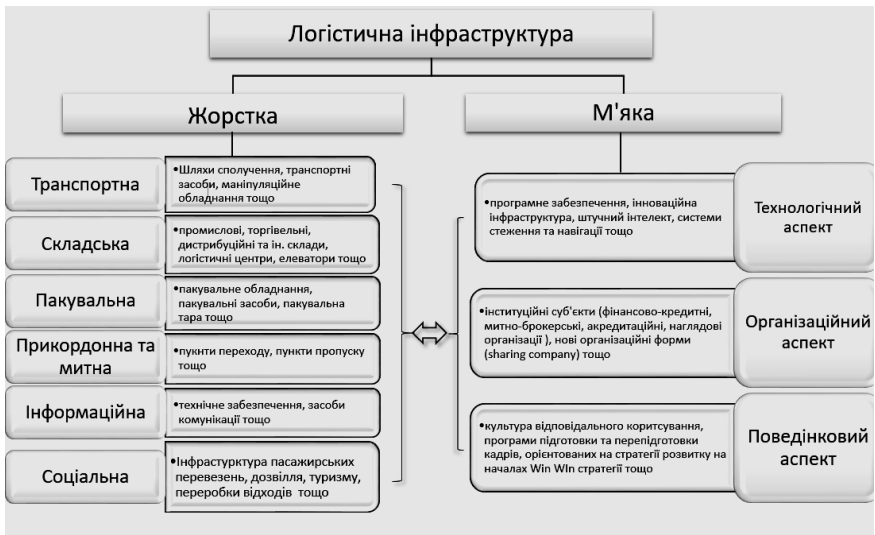 Логістична інфраструктура
Жорстка
М'яка
Транспортна
•Шляхи сполучення, транспортні
засоби, маніпуляційне
обладнання тощо
Складська
•промислові, торгівельні,
дистрибуційні та ін. склади,
логістичні центри, елеватори тощо
Пакувальна
•пакувальне обладнання,
пакувальні засоби, пакувальна
тара тощо
Прикордонна та
митна
•пукнти переходу, пункти пропуску
тощо
Інформаційна
•технічне забезпечення, засоби
комунікації тощо
Соціальна
•Інфрастурктура пасажирських
перевезень, дозвілля, туризму,
переробки відходів тощо
•програмне забезпечення, інноваційна
інфраструктура, штучний інтелект, системи
стеження та навігації тощо
Технологічний
аспект
•інституційні суб'єкти (фінансово-кредитні,
митно-брокерські, акредитаційні, наглядові
організації ), нові організаційні форми
(sharing company) тощо
Організаційний
аспект
•культура відповідального коритсування,
програми підготовки та перепідготовки
кадрів, орієнтованих на стратегії розвитку на
началах Win WIn стратегії тощо
Поведінковий
аспект